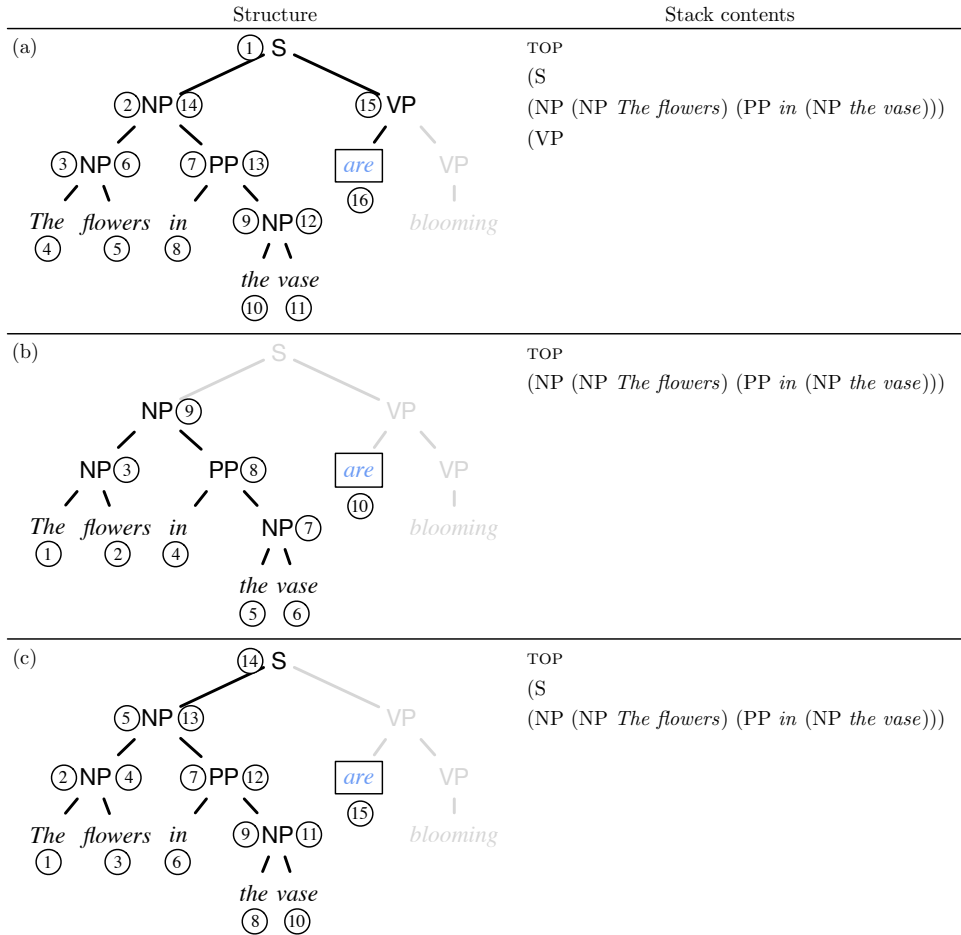 Structure Stack contents
(a) 1 S TOP
(S
2 NP 14 15 VP (NP (NP The flowers) (PP in (NP the vase)))
(VP
3 NP 6 7 PP 13 are VP
16
The flowers in 9 NP 12 blooming
4 5 8
the vase
10 11
(b) S TOP
(NP (NP The flowers) (PP in (NP the vase)))
NP 9 VP
NP 3 PP 8 are VP
10
The flowers in NP 7 blooming
1 2 4
the vase
5 6
(c) 14 S TOP
(S
5 NP 13 VP (NP (NP The flowers) (PP in (NP the vase)))
2 NP 4 7 PP 12 are VP
15
The flowers in 9 NP 11 blooming
1 3 6
the vase
8 10